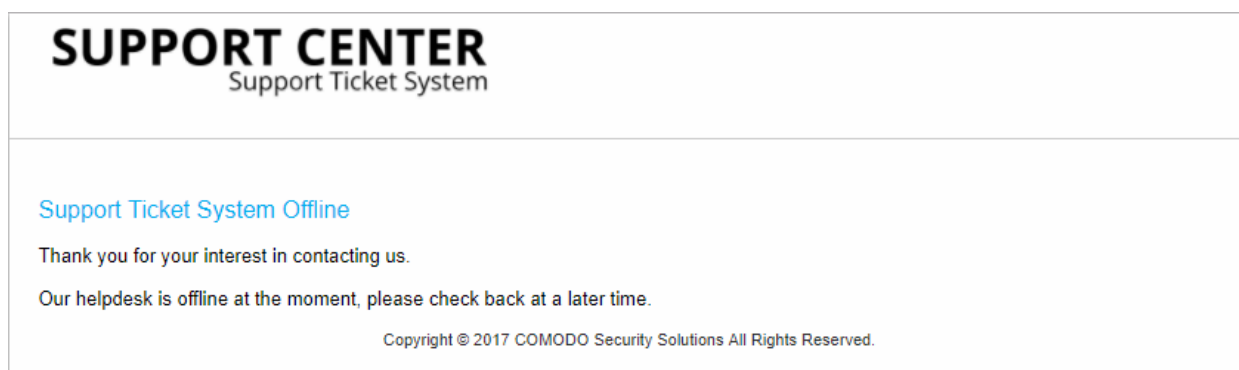 SUPPORT CENTER
Support Ticket System
Support Ticket System Offline
Thank you for your interest in contacting us.
Our helpdesk is offline at the moment, please check back at a later time.
Copyright © 2017 COMODO Security Solutions All Rights Reserved.